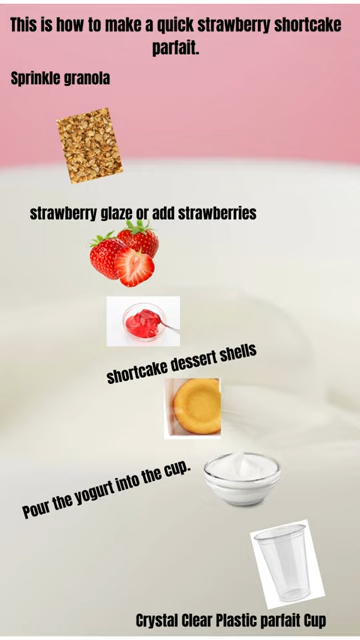 This is how to make a quick strawberry shortcake
parfait.
Sprinkle granola
strawberry glaze or add strawberries
shortcake dessert shells
Pour the yogurt into the cup.
Crystal Clear Plastic parfait Cup